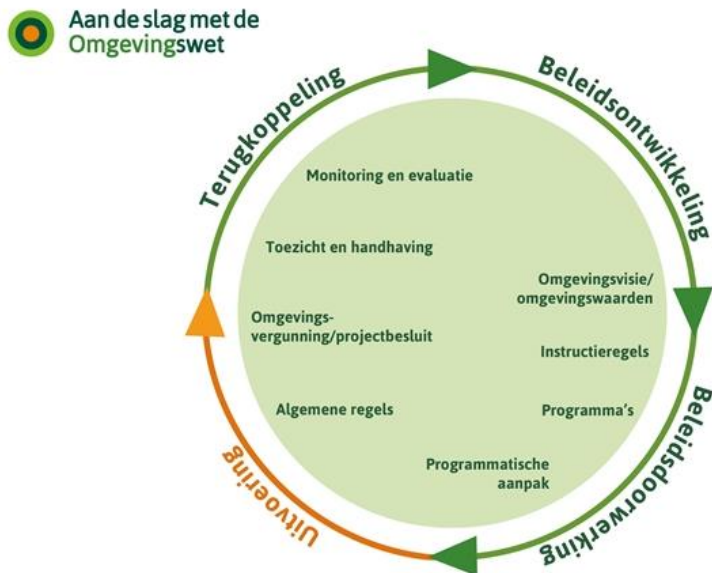 Aan de slag met de
Omgevingswet
Terugkoppeling
Beleidsontwikkeling
Monitoring en evaluatie
Toezicht en handhaving
Omgevingsvisie/
omgevingswaarden
Omgevings-
vergunning/projectbesluit
Instructieregels
Algemene regels
Programma's
Programmatische
aanpak
Uitvoering
Beleidsdoorwerking